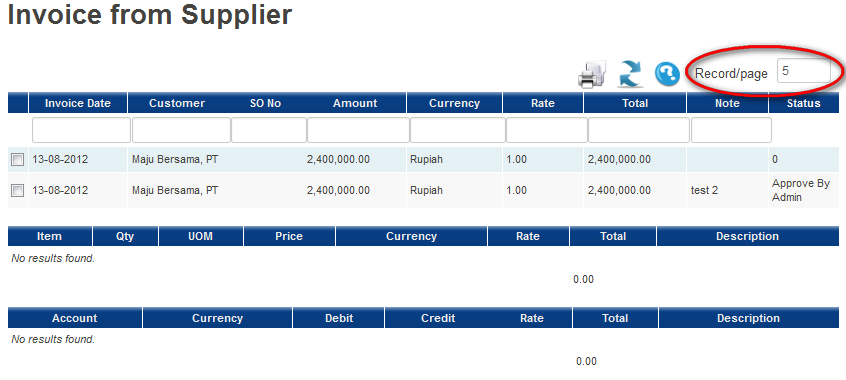 Invoice from Supplier
Record/page 5
Invoice Date Customer SO No Amount Currency Rate Total Note Status
13-08-2012 Maju Bersama, PT 2,400,000.00 Rupiah 1.00 2,400,000.00 0
13-08-2012 Maju Bersama, PT 2,400,000.00 Rupiah 1.00 2,400,000.00 test 2 Approve By
Admin
Item Qty UOM Price Currency Rate Total Description
No results found.
0.00
Account Currency Debit Credit Rate Total Description
No results found.
0.00